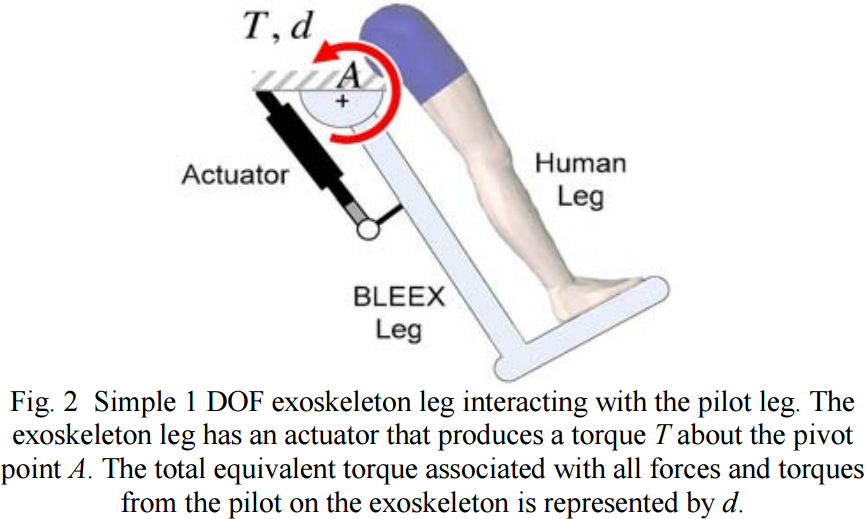 T, d
A
+
Actuator
Human
Leg
BLEEX
Leg
Fig. 2 Simple 1 DOF exoskeleton leg interacting with the pilot leg. The
exoskeleton leg has an actuator that produces a torque T about the pivot
point A. The total equivalent torque associated with all forces and torques
from the pilot on the exoskeleton is represented by d.